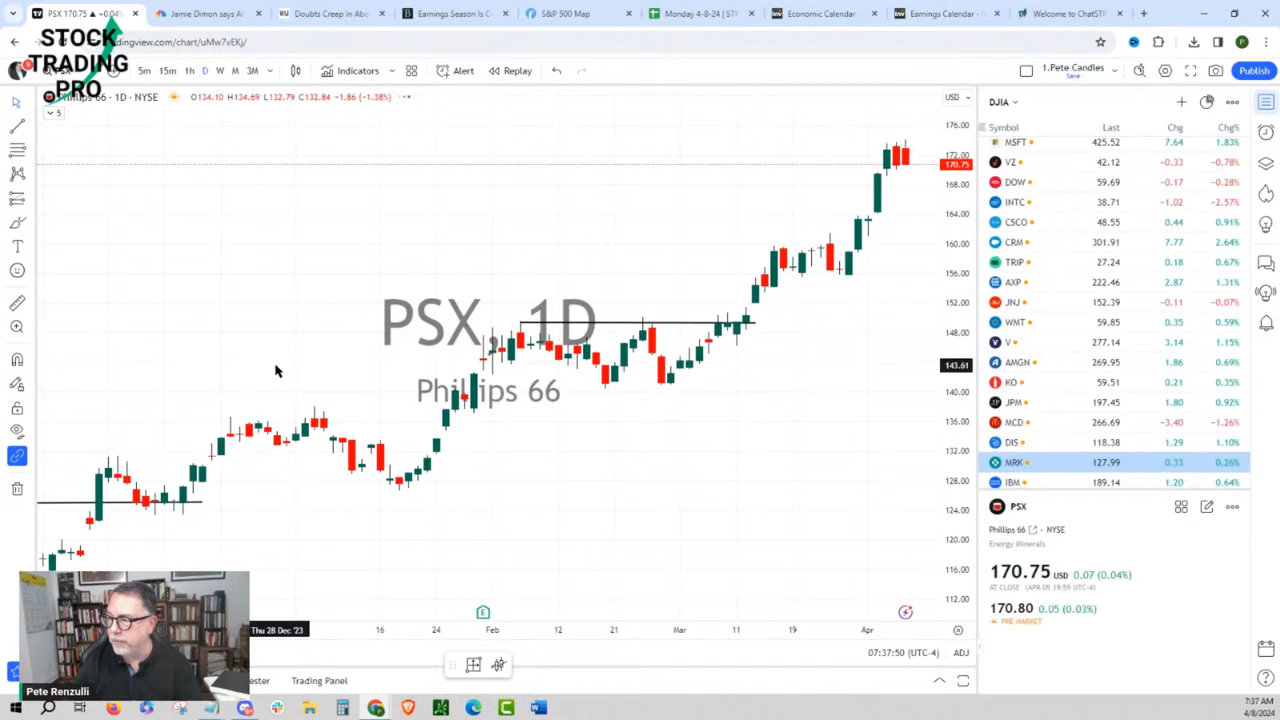 PSX 170.75 ▲ +0.04%
Jamie Dimon says AI
Doubts Creep In Abo
Earnings Season Is C
S&P 500 Map
Monday 4-8-24 | ST
Economic Calendar -
Earnings Calendar -
Welcome to ChatSTP
STOCK
TRADING
PRO
tradingview.com/chart/uMw7vEKj/
PSX
5m 15m 1h D W M 3M
Indicators
Alert
Replay
1.Pete Candles
Save
Publish
Phillips 66 · 1D · NYSE
O134.10 H134.69 L132.79 C132.84 −1.86 (−1.38%)
5
USD
176.00
172.00
170.75
168.00
164.00
160.00
156.00
152.00
148.00
143.61
140.00
136.00
132.00
128.00
124.00
120.00
116.00
112.00
PSX, 1D
Phillips 66
DJIA
Symbol Last Chg Chg%
MSFT 425.52 7.64 1.83%
VZ 42.12 −0.33 −0.78%
DOW 59.69 −0.17 −0.28%
INTC 38.71 −1.02 −2.57%
CSCO 48.55 0.44 0.91%
CRM 301.91 7.77 2.64%
TRIP 27.24 0.18 0.67%
AXP 222.46 2.87 1.31%
JNJ 152.39 −0.11 −0.07%
WMT 59.85 0.35 0.59%
V 277.14 3.14 1.15%
AMGN 269.95 1.86 0.69%
KO 59.51 0.21 0.35%
JPM 197.45 1.80 0.92%
MCD 266.69 −3.40 −1.26%
DIS 118.38 1.29 1.10%
MRK 127.99 0.33 0.26%
IBM 189.14 1.20 0.64%
PSX
Phillips 66 · NYSE
Energy Minerals
170.75 USD 0.07 (0.04%)
AT CLOSE (APR 05 19:59 UTC-4)
170.80 0.05 (0.03%)
PRE MARKET
E
Thu 28 Dec '23 16 24 Feb 12 21 Mar 11 19 Apr
07:37:50 (UTC-4) ADJ
ester
Trading Panel
Pete Renzulli
7:37 AM
4/8/2024